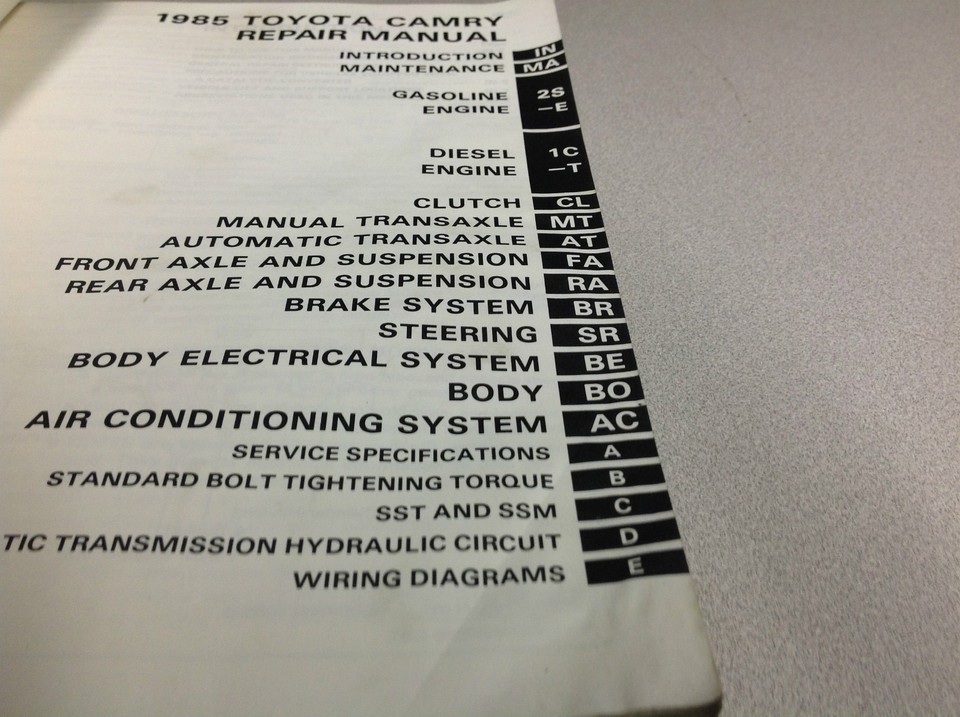 1985 TOYOTA CAMRY
REPAIR MANUAL
INTRODUCTION IN
MAINTENANCE MA
GASOLINE 2S
ENGINE –E
DIESEL 1C
ENGINE –T
CLUTCH CL
MANUAL TRANSAXLE MT
AUTOMATIC TRANSAXLE AT
FRONT AXLE AND SUSPENSION FA
REAR AXLE AND SUSPENSION RA
BRAKE SYSTEM BR
STEERING SR
BODY ELECTRICAL SYSTEM BE
BODY BO
AIR CONDITIONING SYSTEM AC
SERVICE SPECIFICATIONS A
STANDARD BOLT TIGHTENING TORQUE B
SST AND SSM C
TIC TRANSMISSION HYDRAULIC CIRCUIT D
WIRING DIAGRAMS E